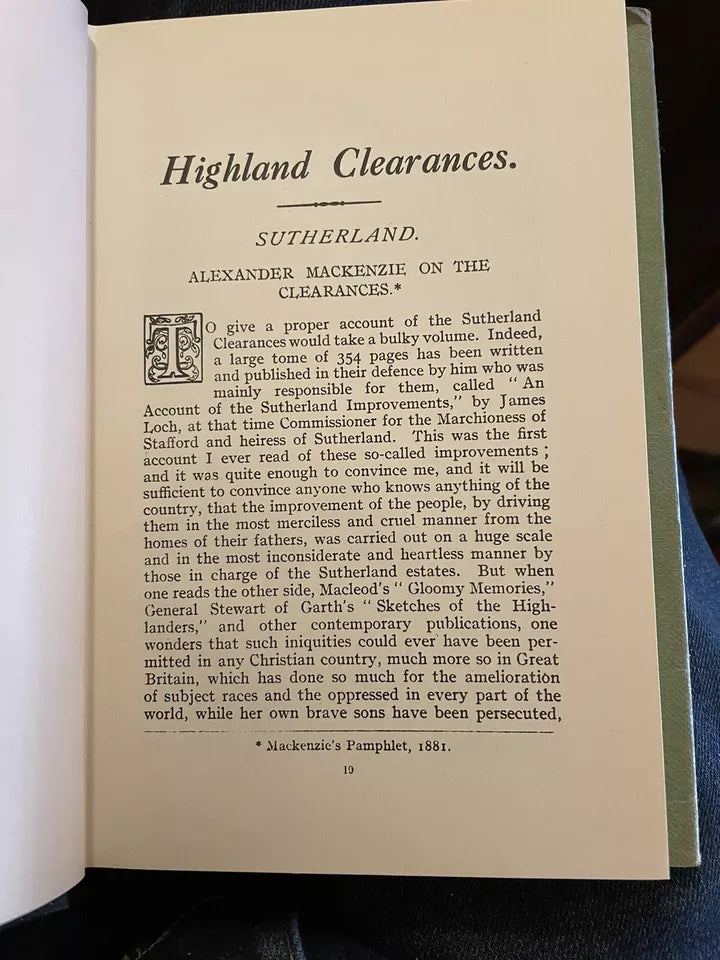 Highland Clearances.
SUTHERLAND.
ALEXANDER MACKENZIE ON THE
CLEARANCES.*
TO give a proper account of the Sutherland
Clearances would take a bulky volume. Indeed,
a large tome of 354 pages has been written
and published in their defence by him who was
mainly responsible for them, called "An
Account of the Sutherland Improvements," by James
Loch, at that time Commissioner for the Marchioness of
Stafford and heiress of Sutherland. This was the first
account I ever read of these so-called improvements;
and it was quite enough to convince me, and it will be
sufficient to convince anyone who knows anything of the
country, that the improvement of the people, by driving
them in the most merciless and cruel manner from the
homes of their fathers, was carried out on a huge scale
and in the most inconsiderate and heartless manner by
those in charge of the Sutherland estates. But when
one reads the other side, Macleod's "Gloomy Memories,"
General Stewart of Garth's "Sketches of the High-
landers," and other contemporary publications, one
wonders that such iniquities could ever have been per-
mitted in any Christian country, much more so in Great
Britain, which has done so much for the amelioration
of subject races and the oppressed in every part of the
world, while her own brave sons have been persecuted,
* Mackenzie's Pamphlet, 1881.
19